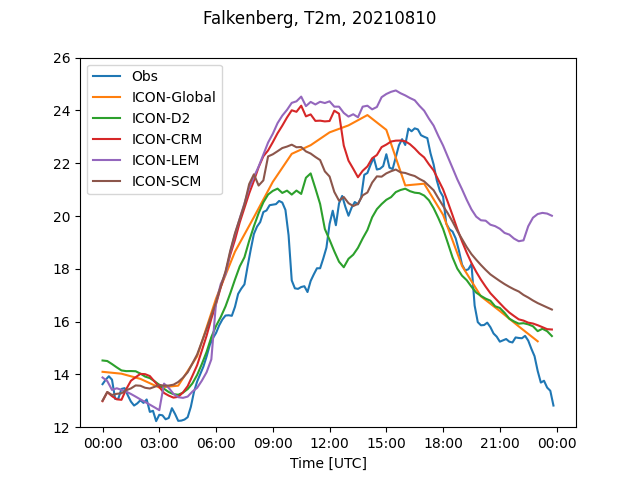 Falkenberg, T2m, 20210810
26
24
22
20
18
16
14
12
Obs
ICON-Global
ICON-D2
ICON-CRM
ICON-LEM
ICON-SCM
00:00 03:00 06:00 09:00 12:00 15:00 18:00 21:00 00:00
Time [UTC]